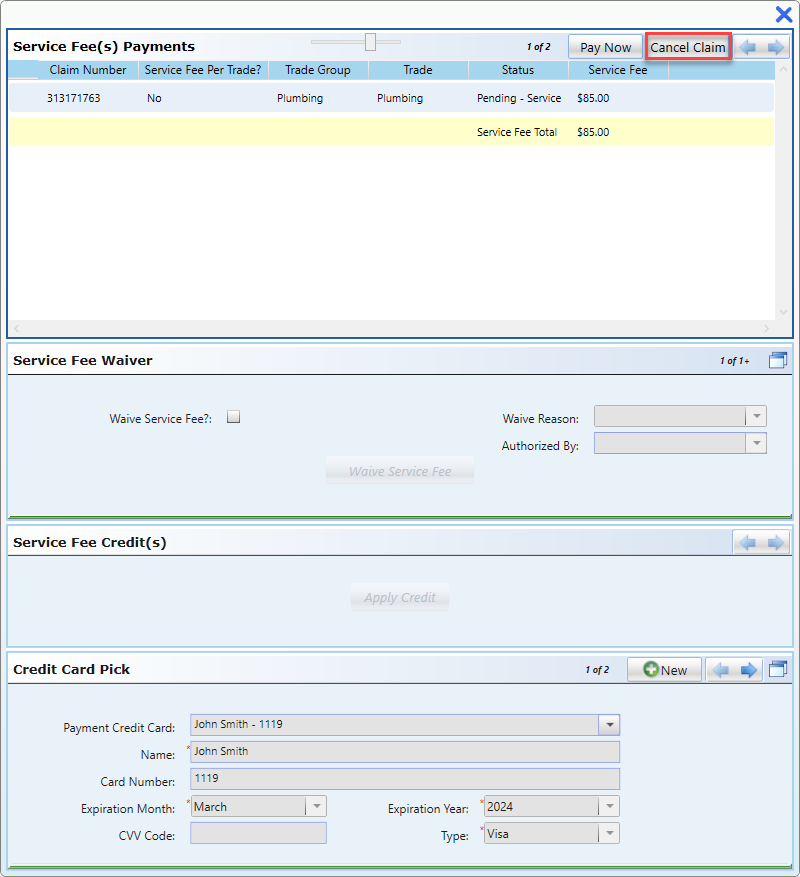 Service Fee(s) Payments 1 of 2 Pay Now Cancel Claim
Claim Number Service Fee Per Trade? Trade Group Trade Status Service Fee
313171763 No Plumbing Plumbing Pending - Service $85.00
Service Fee Total $85.00
Service Fee Waiver 1 of 1+
Waive Service Fee?: Waive Reason:
Authorized By:
Waive Service Fee
Service Fee Credit(s)
Apply Credit
Credit Card Pick 1 of 2 New
Payment Credit Card: John Smith - 1119
Name: * John Smith
Card Number: 1119
Expiration Month: * March Expiration Year: * 2024
CVV Code: Type: * Visa